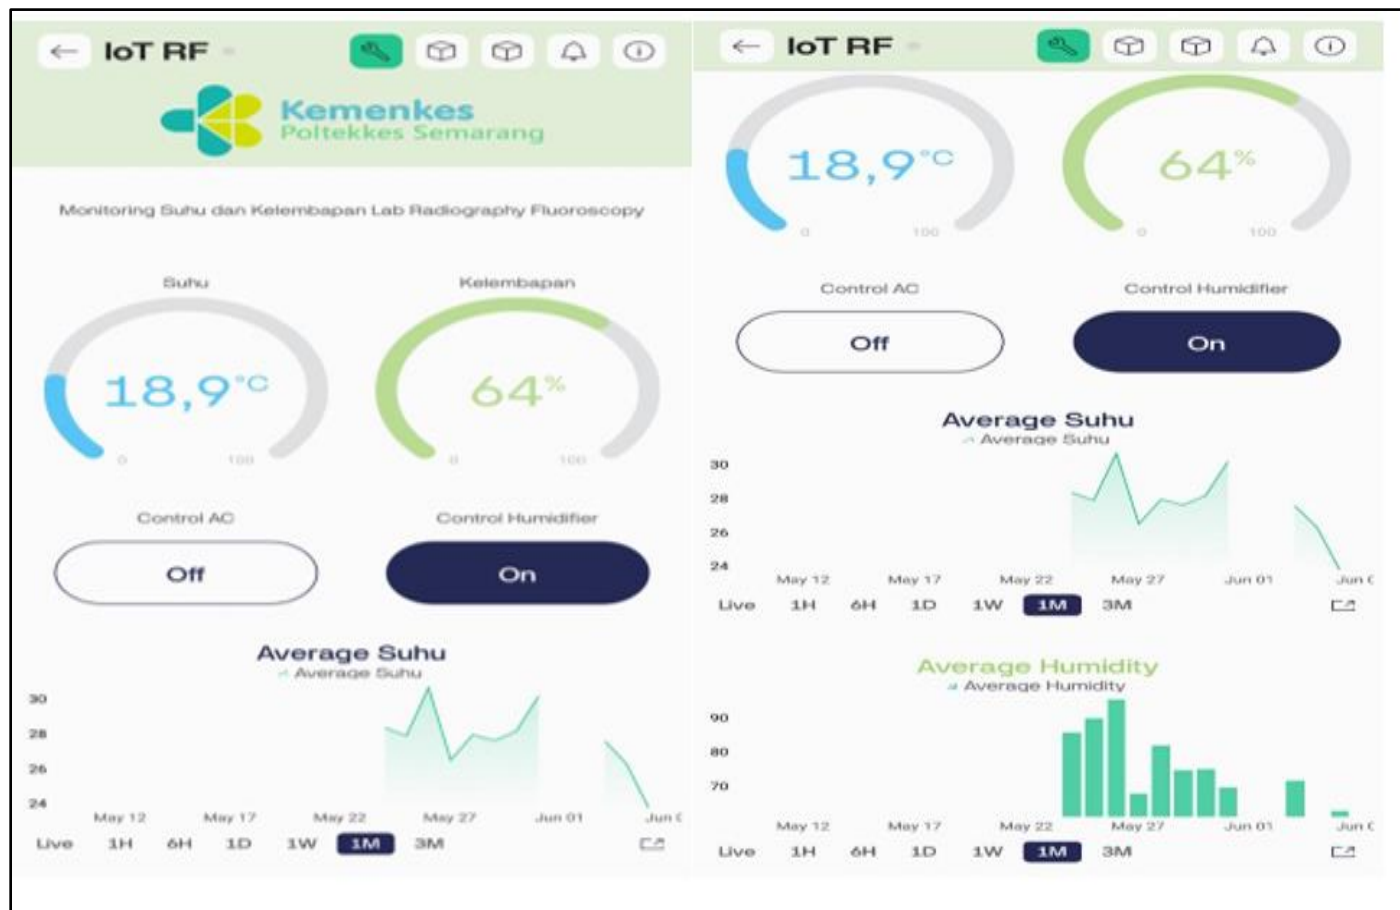 IoT RF
Kemenkes
Poltekkes Semarang
Monitoring Suhu dan Kelembapan Lab Radiography Fluoroscopy
Suhu Kelembapan
18,9°C 64%
0 100 0 100
Control AC Control Humidifier
Off On
Average Suhu
Average Suhu
30
28
26
24
May 12 May 17 May 22 May 27 Jun 01 Jun
Live 1H 6H 1D 1W 1M 3M
IoT RF
18,9°C 64%
0 100 0 100
Control AC Control Humidifier
Off On
Average Suhu
Average Suhu
30
28
26
24
May 12 May 17 May 22 May 27 Jun 01 Jun
Live 1H 6H 1D 1W 1M 3M
Average Humidity
Average Humidity
90
80
70
May 12 May 17 May 22 May 27 Jun 01 Jun
Live 1H 6H 1D 1W 1M 3M